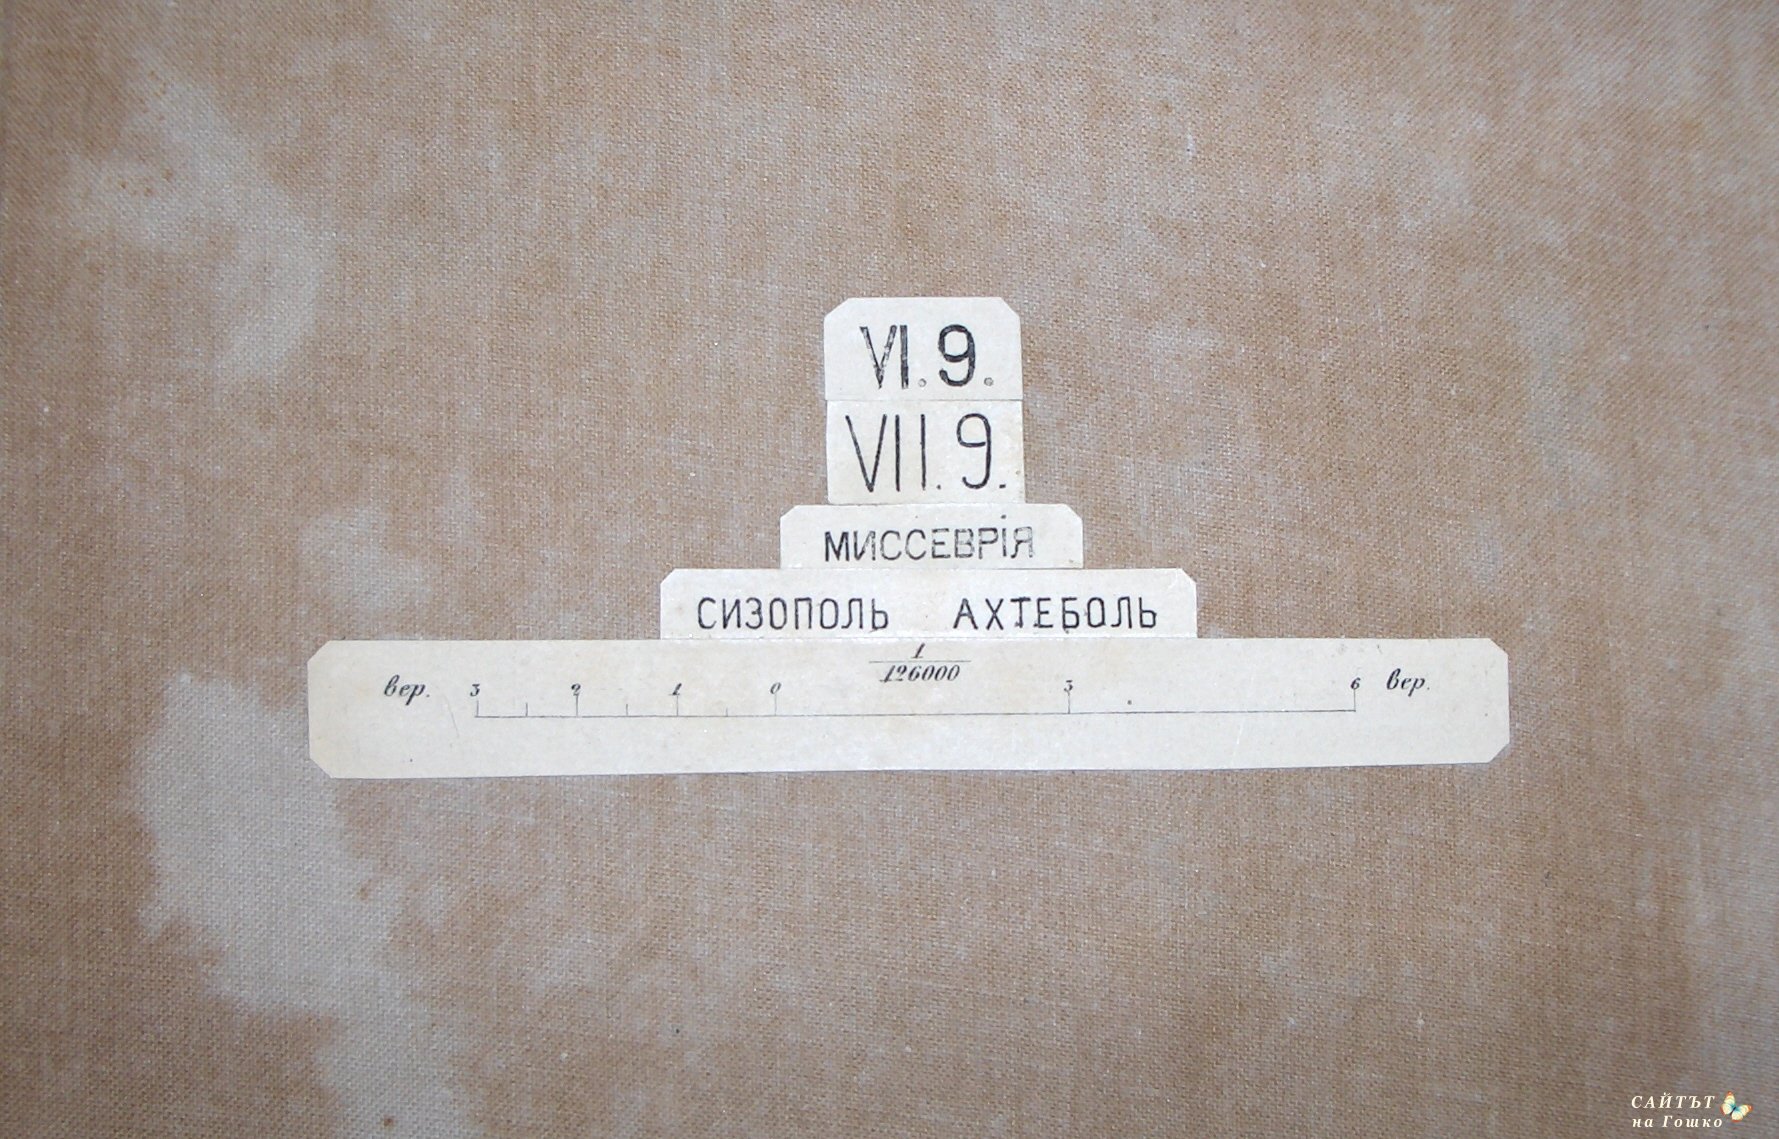 VI. 9.
VII. 9.
МИССЕВРІЯ
СИЗОПОЛЬ АХТЕБОЛЬ
1
126000
вер. 3 2 1 0 3 6 вер.
САЙТЪТ
на Гошко